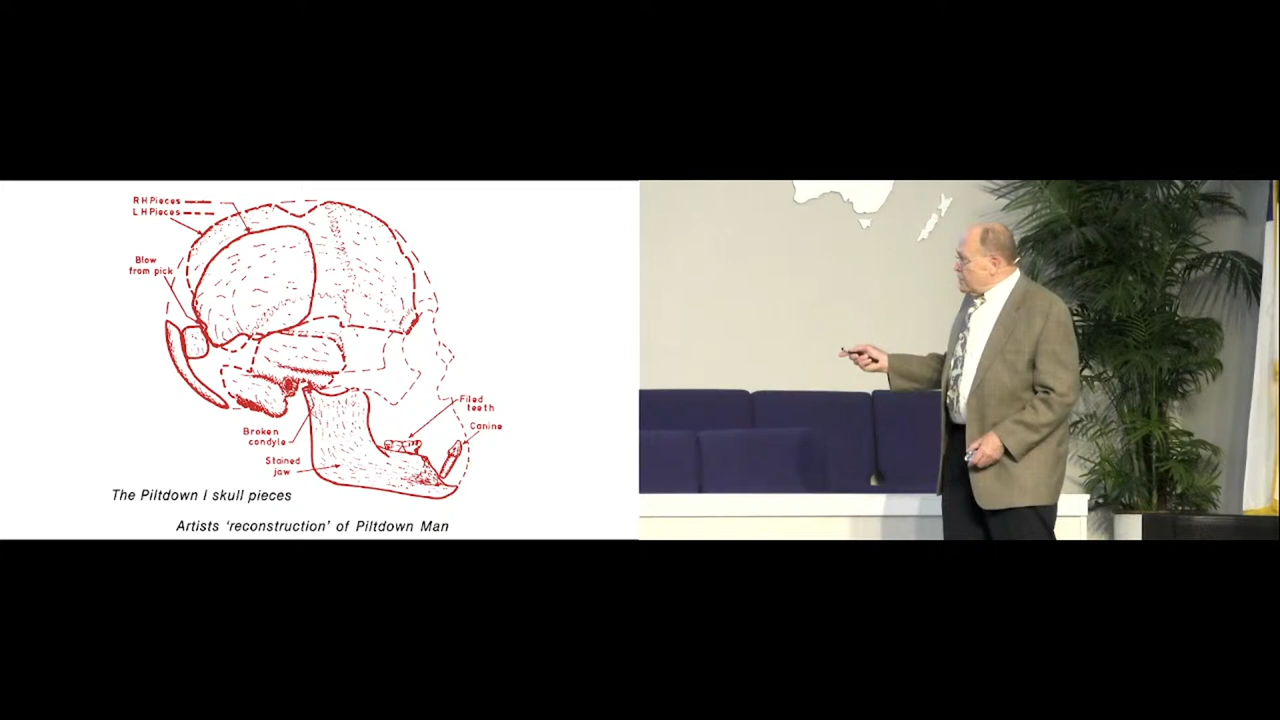 R H Pieces
L H Pieces
Blow
from pick
Filed
teeth
Canine
Broken
condyle
Stained
jaw
The Piltdown I skull pieces
Artists 'reconstruction' of Piltdown Man